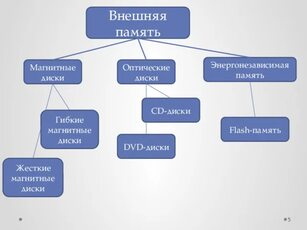 Внешняя
память
Магнитные
диски
Оптические
диски
Энергонезависимая
память
Гибкие
магнитные
диски
CD-диски
Flash-память
DVD-диски
Жесткие
магнитные
диски
5